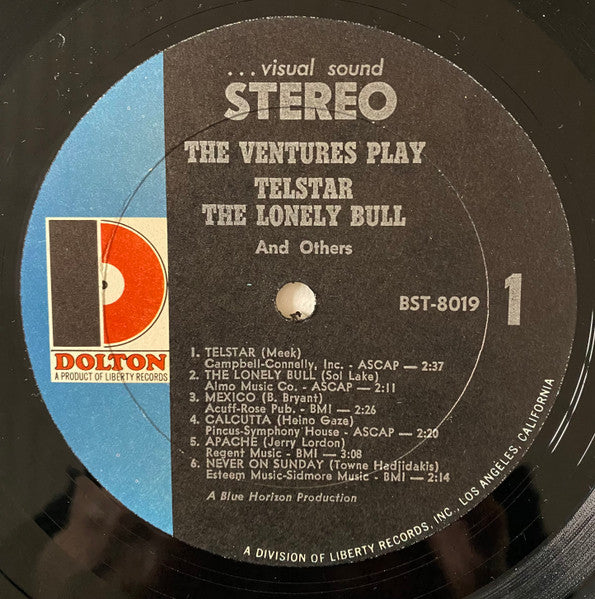 ...visual sound
STEREO
THE VENTURES PLAY
TELSTAR
THE LONELY BULL
And Others
BST-8019
1
DOLTON
A PRODUCT OF LIBERTY RECORDS
1. TELSTAR (Meek)
Campbell-Connelly, Inc. - ASCAP — 2:37
2. THE LONELY BULL (Sol Lake)
Almo Music Co. - ASCAP — 2:11
3. MEXICO (B. Bryant)
Acuff-Rose Pub. - BMI — 2:26
4. CALCUTTA (Heino Gaze)
Pincus-Symphony House - ASCAP — 2:20
5. APACHE (Jerry Lordon)
Regent Music - BMI — 3:08
6. NEVER ON SUNDAY (Towne Hadjidakis)
Esteem Music-Sidmore Music - BMI — 2:14
A Blue Horizon Production
A DIVISION OF LIBERTY RECORDS, INC., LOS ANGELES, CALIFORNIA